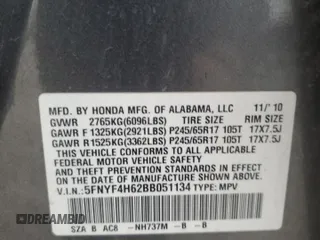 MFD. BY HONDA MFG. OF ALABAMA, LLC 11/'10
GVWR 2765KG(6096LBS) TIRE SIZE RIM SIZE
GAWR F 1325KG(2921LBS) P245/65R17 105T 17X7.5J
GAWR R 1525KG(3362LBS) P245/65R17 105T 17X7.5J
THIS VEHICLE CONFORMS TO ALL APPLICABLE
FEDERAL MOTOR VEHICLE SAFETY, BUMPER,
AND THEFT PREVENTION STANDARDS IN EFFECT
ON THE DATE OF MANUFACTURE SHOWN ABOVE.
V.I.N.:5FNYF4H62BB051134 TYPE: MPV
SZA B AC8 -NH737M -B -B
DREAMBID